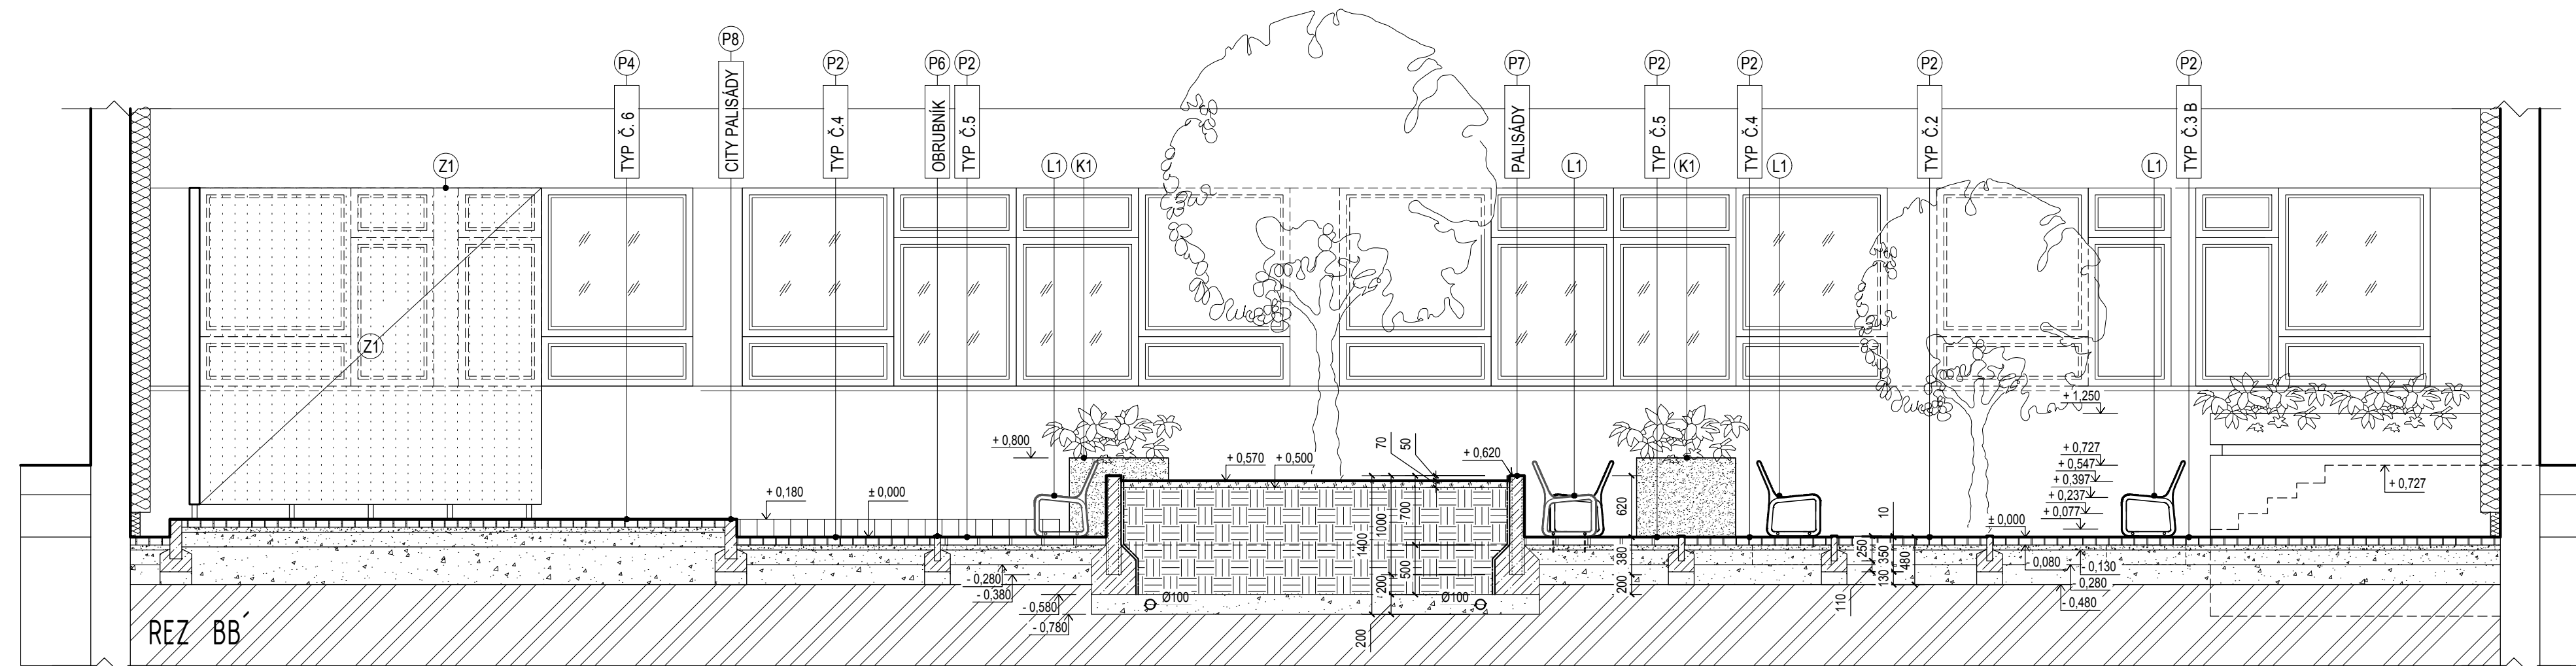 P4
TYP Č. 6
P8
CITY PALISÁDY
P2
TYP Č.4
P6
OBRUBNÍK
P2
TYP Č.5
P7
PALISÁDY
P2
TYP Č.5
P2
TYP Č.4
P2
TYP Č.2
P2
TYP Č.3 B
Z1
L1
K1
L1
K1
L1
L1
Z1
+ 0,800
+ 0,180
± 0,000
+ 0,570
+ 0,500
70
50
+ 0,620
1400
1000
700
200
500
200
Ø100
Ø100
620
380
200
10
250
350
130
480
110
- 0,280
- 0,380
- 0,580
- 0,780
+ 1,250
+ 0,727
+ 0,547
+ 0,397
+ 0,237
+ 0,077
± 0,000
+ 0,727
- 0,080
- 0,130
- 0,280
- 0,480
REZ BB´